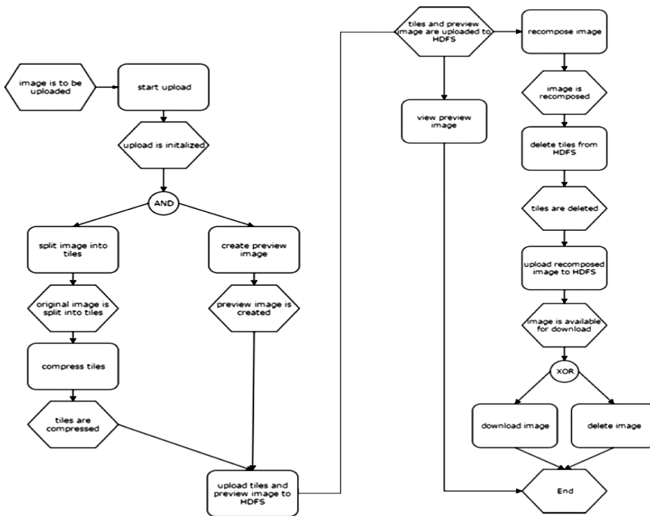 image is to be
uploaded
start upload
upload is initalized
AND
split image into
tiles
create preview
image
original image is
split into tiles
preview image is
created
compress tiles
tiles are
compressed
upload tiles and
preview image to
HDFS
tiles and preview
image are uploaded to
HDFS
view preview
image
recompose image
image is
recomposed
delete tiles from
HDFS
tiles are deleted
upload recomposed
image to HDFS
image is available
for download
XOR
download image
delete image
End